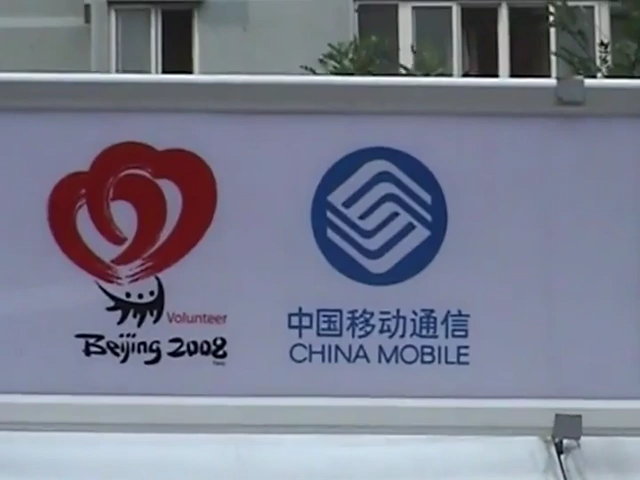 Volunteer
Beijing 2008
中国移动通信
CHINA MOBILE